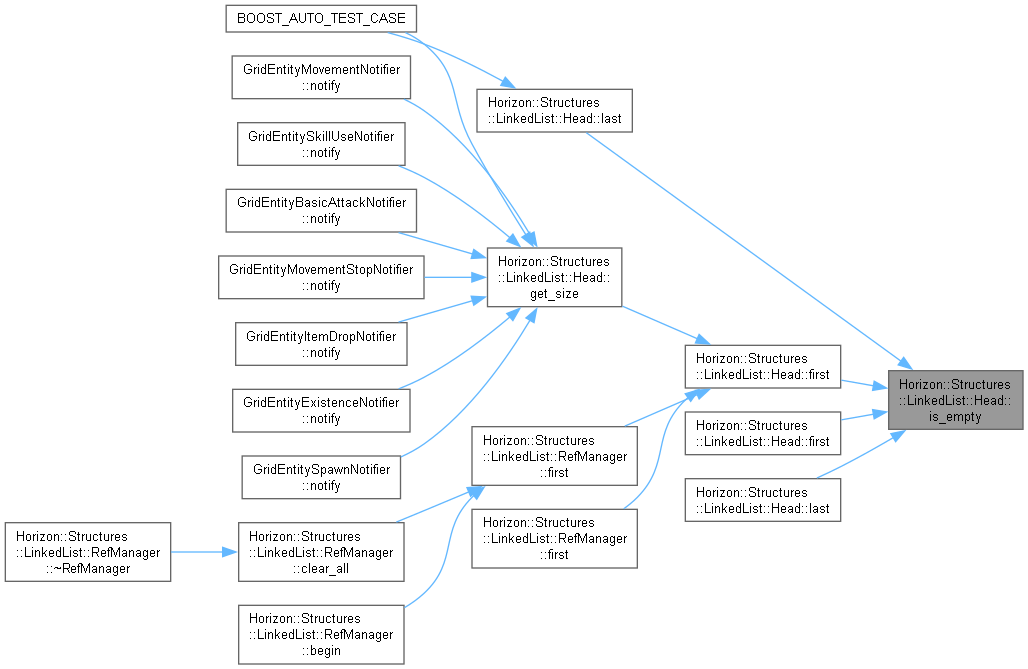 BOOST_AUTO_TEST_CASE
GridEntityMovementNotifier
::notify
Horizon::Structures
::LinkedList::Head::last
GridEntitySkillUseNotifier
::notify
GridEntityBasicAttackNotifier
::notify
GridEntityMovementStopNotifier
::notify
Horizon::Structures
::LinkedList::Head::
get_size
GridEntityItemDropNotifier
::notify
GridEntityExistenceNotifier
::notify
GridEntitySpawnNotifier
::notify
Horizon::Structures
::LinkedList::Head::first
Horizon::Structures
::LinkedList::Head::
is_empty
Horizon::Structures
::LinkedList::Head::first
Horizon::Structures
::LinkedList::RefManager
::first
Horizon::Structures
::LinkedList::Head::last
Horizon::Structures
::LinkedList::RefManager
::first
Horizon::Structures
::LinkedList::RefManager
::~RefManager
Horizon::Structures
::LinkedList::RefManager
::clear_all
Horizon::Structures
::LinkedList::RefManager
::begin